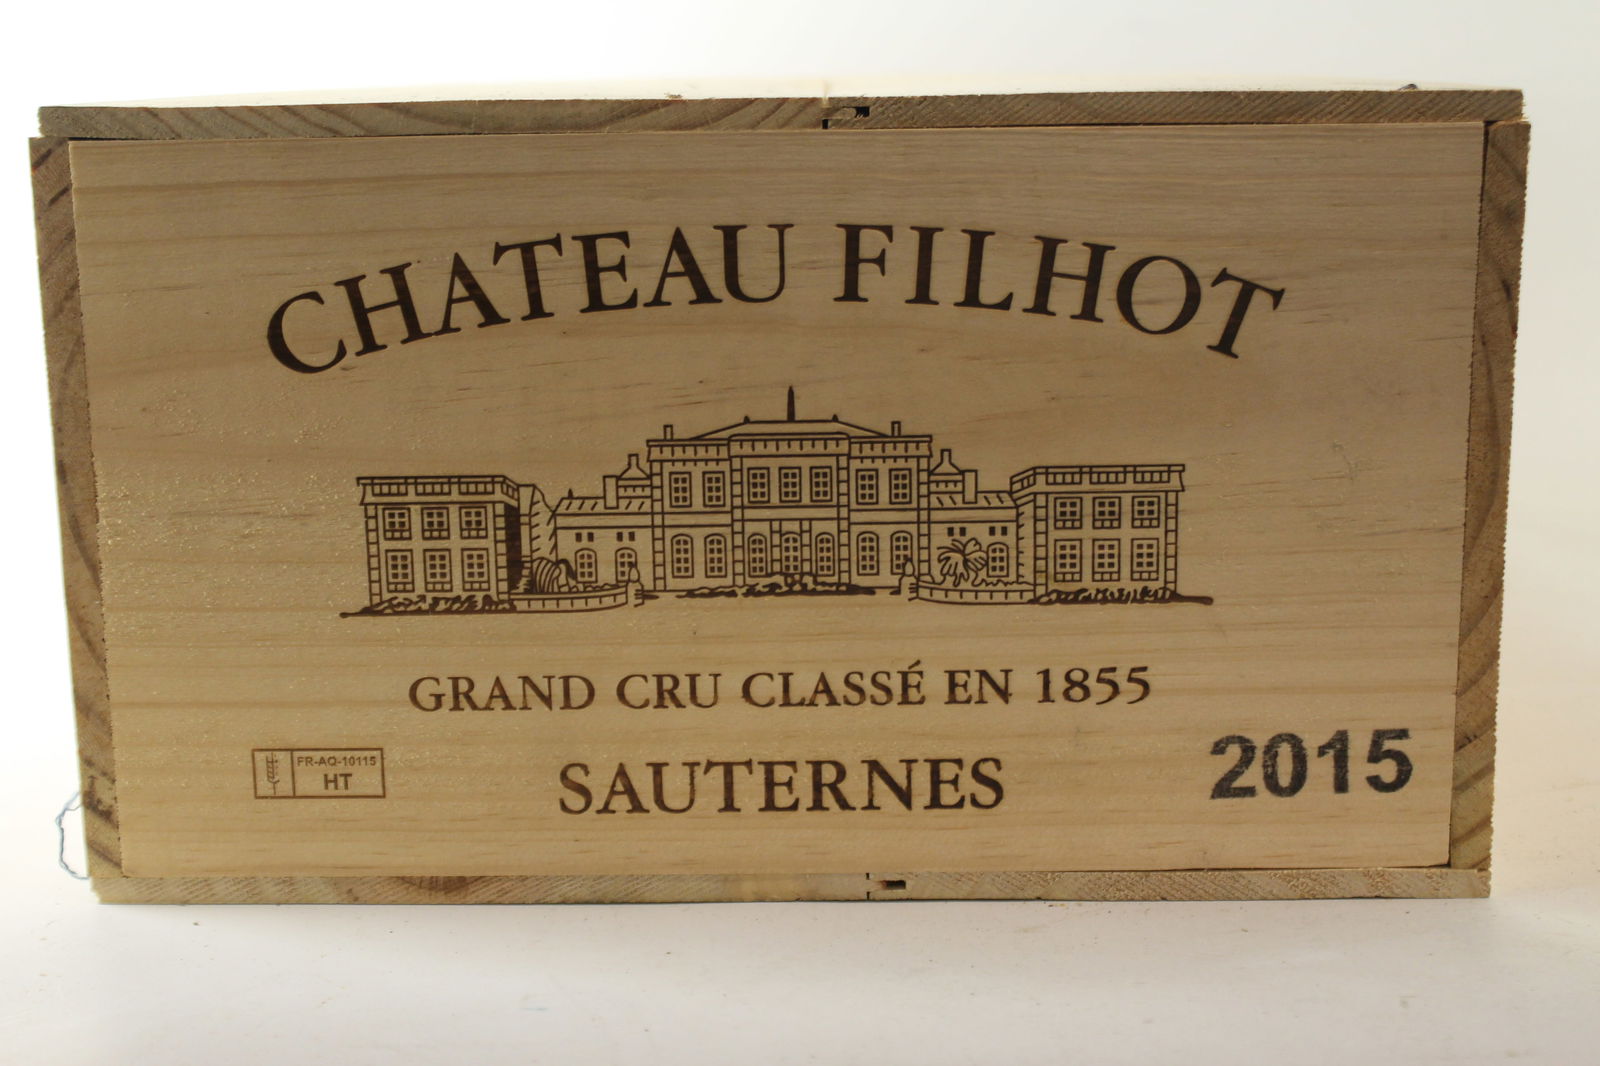 CHATEAU FILHOT
GRAND CRU CLASSÉ EN 1855
FR-AQ-10115
HT
SAUTERNES
2015